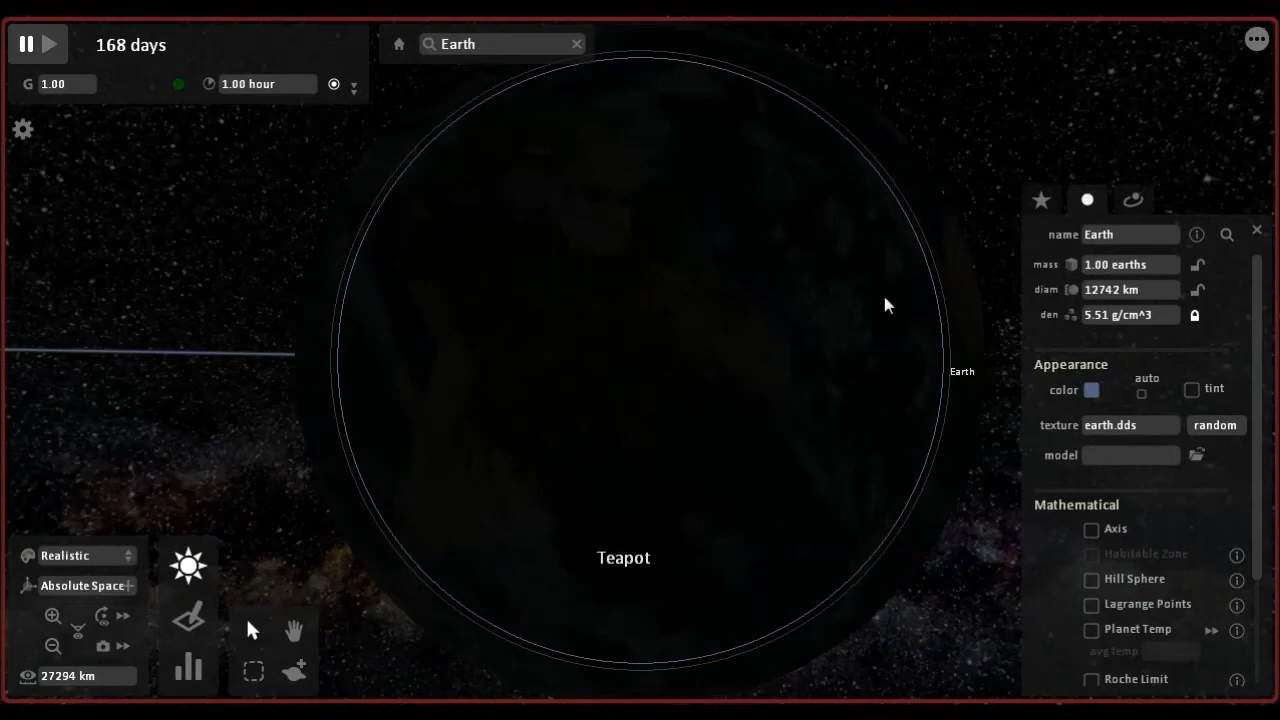 168 days
Earth
G 1.00
1.00 hour
name Earth
mass 1.00 earths
diam 12742 km
den 5.51 g/cm^3
Earth
Appearance
color
auto
tint
texture earth.dds random
model
Mathematical
Axis
Habitable Zone
Hill Sphere
Lagrange Points
Planet Temp
avg temp
Roche Limit
Teapot
Realistic
Absolute Space
27294 km